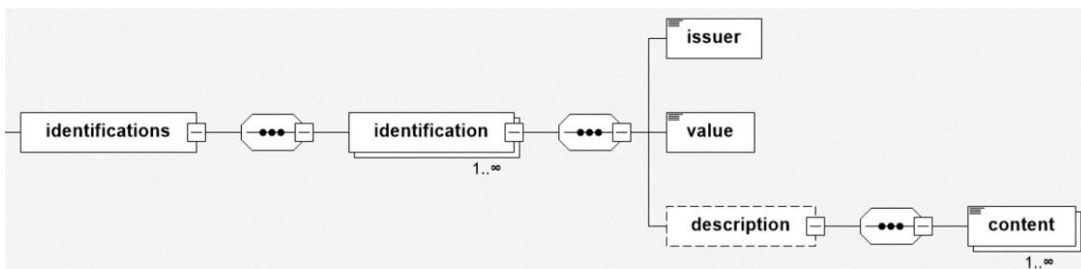 issuer
identifications
identification
1..∞
value
description
content
1..∞